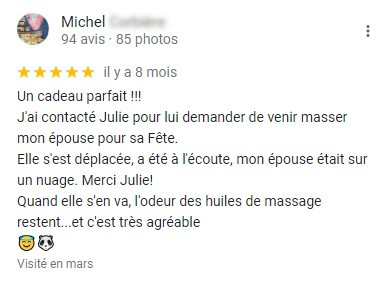 Michel
94 avis · 85 photos
★★★★★ il y a 8 mois
Un cadeau parfait !!!
J'ai contacté Julie pour lui demander de venir masser
mon épouse pour sa Fête.
Elle s'est déplacée, a été à l'écoute, mon épouse était sur
un nuage. Merci Julie!
Quand elle s'en va, l'odeur des huiles de massage
restent...et c'est très agréable
😇🐼
Visité en mars